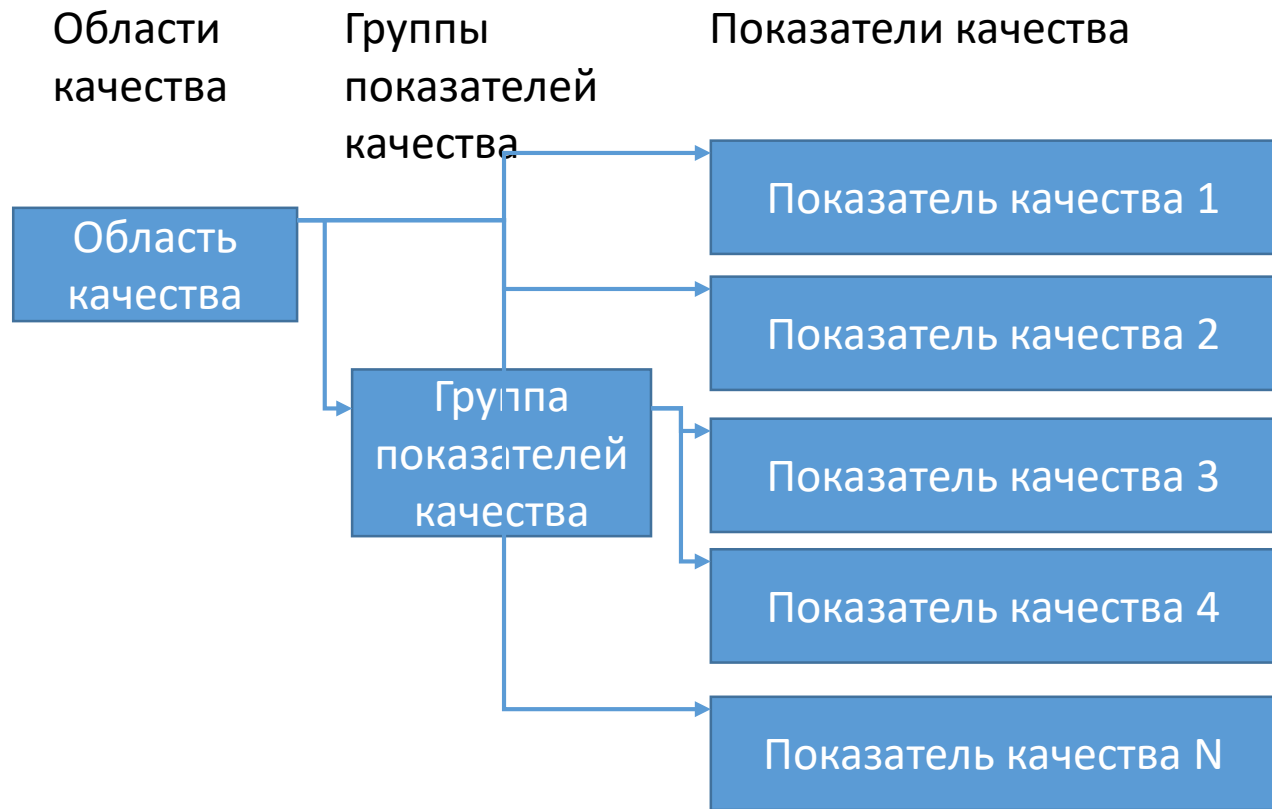 Области
качества
Группы
показателей
качества
Показатели качества
Область
качества
Группа
показателей
качества
Показатель качества 1
Показатель качества 2
Показатель качества 3
Показатель качества 4
Показатель качества N